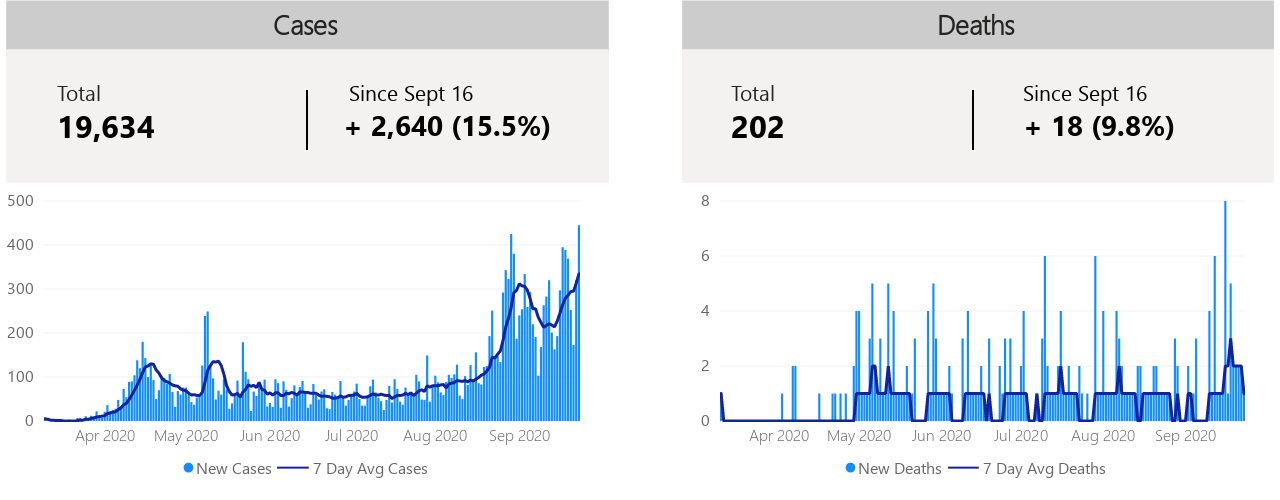 Cases
Total
19,634
Since Sept 16
+ 2,640 (15.5%)
500
400
300
200
100
0
Apr 2020 May 2020 Jun 2020 Jul 2020 Aug 2020 Sep 2020
New Cases 7 Day Avg Cases
Deaths
Total
202
Since Sept 16
+ 18 (9.8%)
8
6
4
2
0
Apr 2020 May 2020 Jun 2020 Jul 2020 Aug 2020 Sep 2020
New Deaths 7 Day Avg Deaths